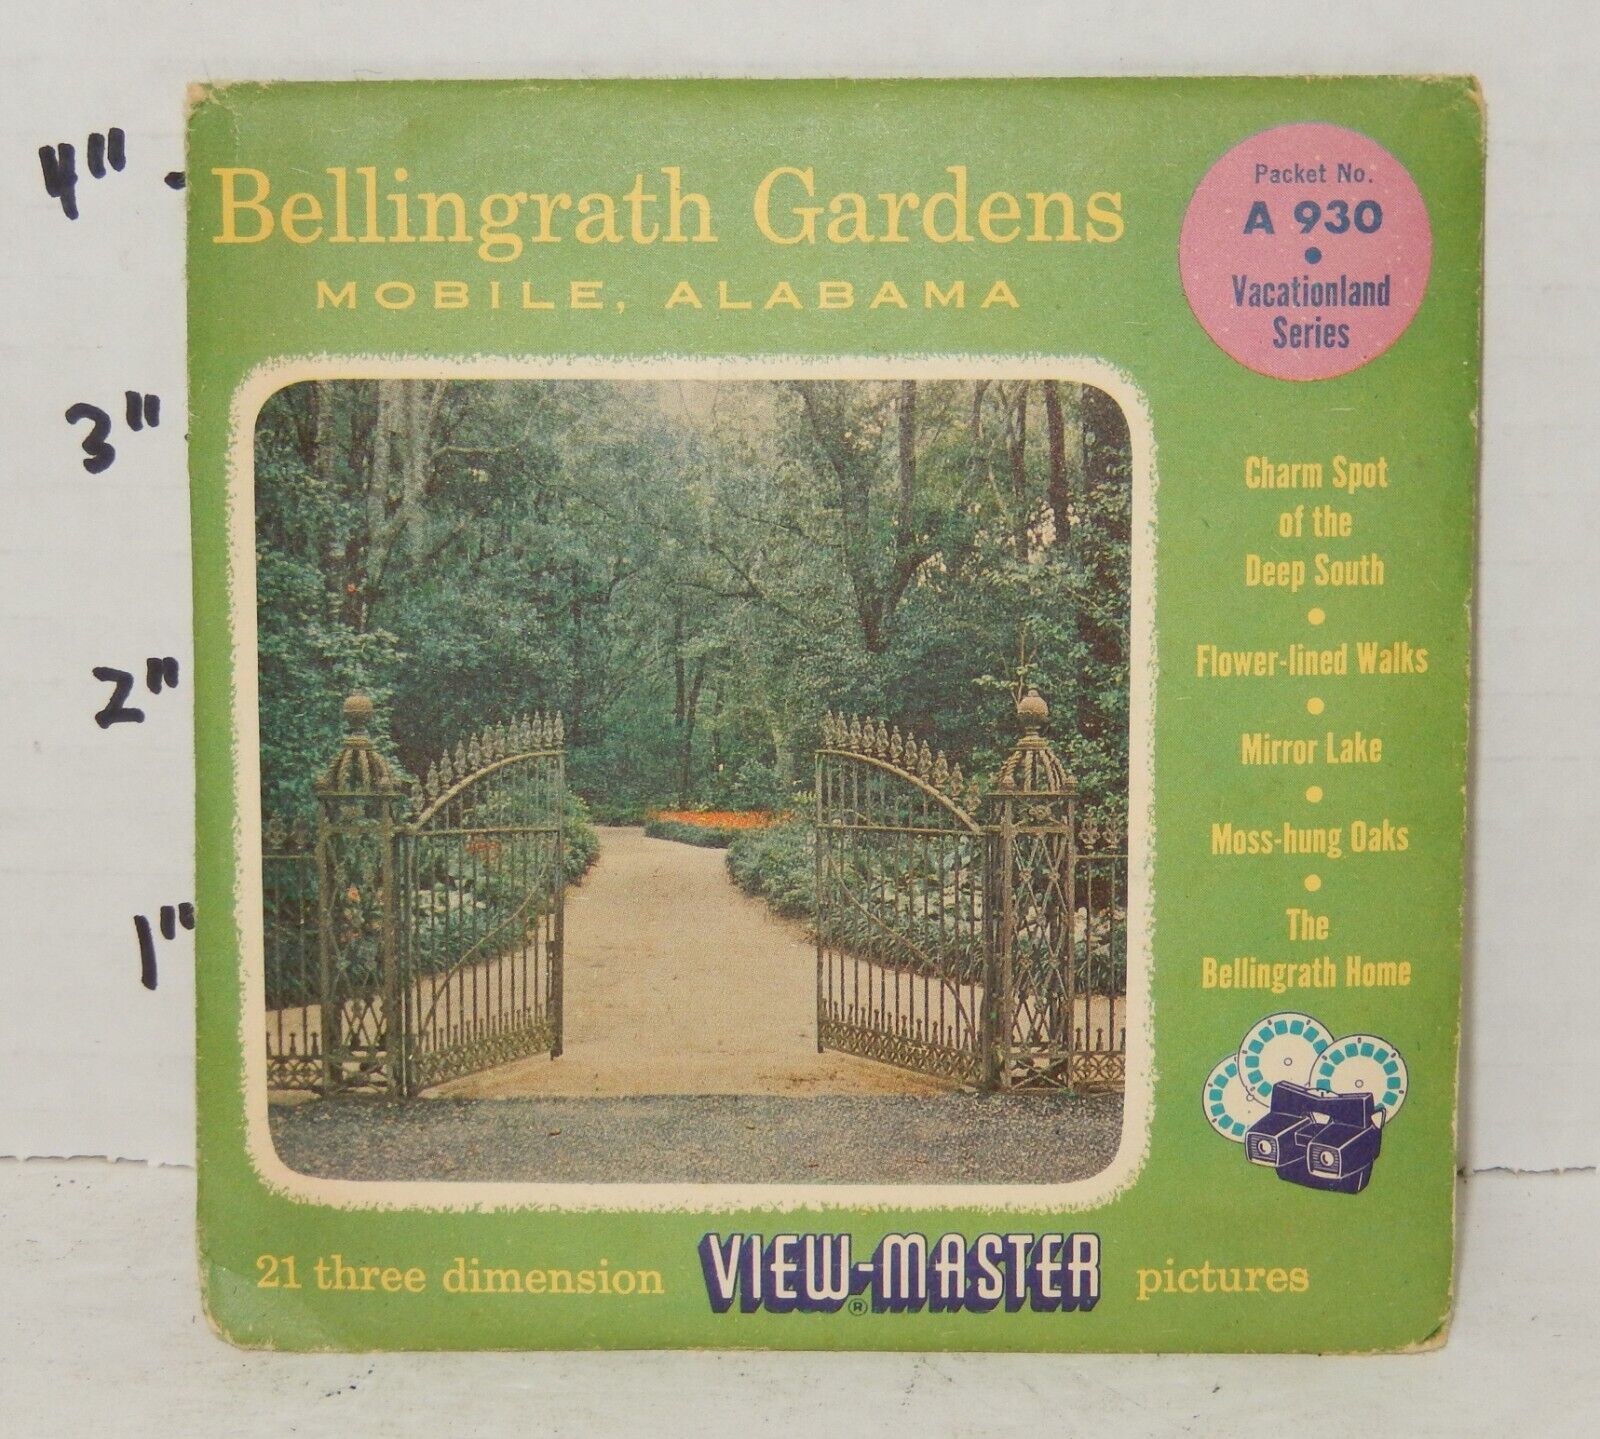 4"
3"
2"
1"
Bellingrath Gardens
MOBILE, ALABAMA
Packet No.
A 930
•
Vacationland
Series
Charm Spot
of the
Deep South
•
Flower-lined Walks
•
Mirror Lake
•
Moss-hung Oaks
•
The
Bellingrath Home
21 three dimension VIEW-MASTER® pictures